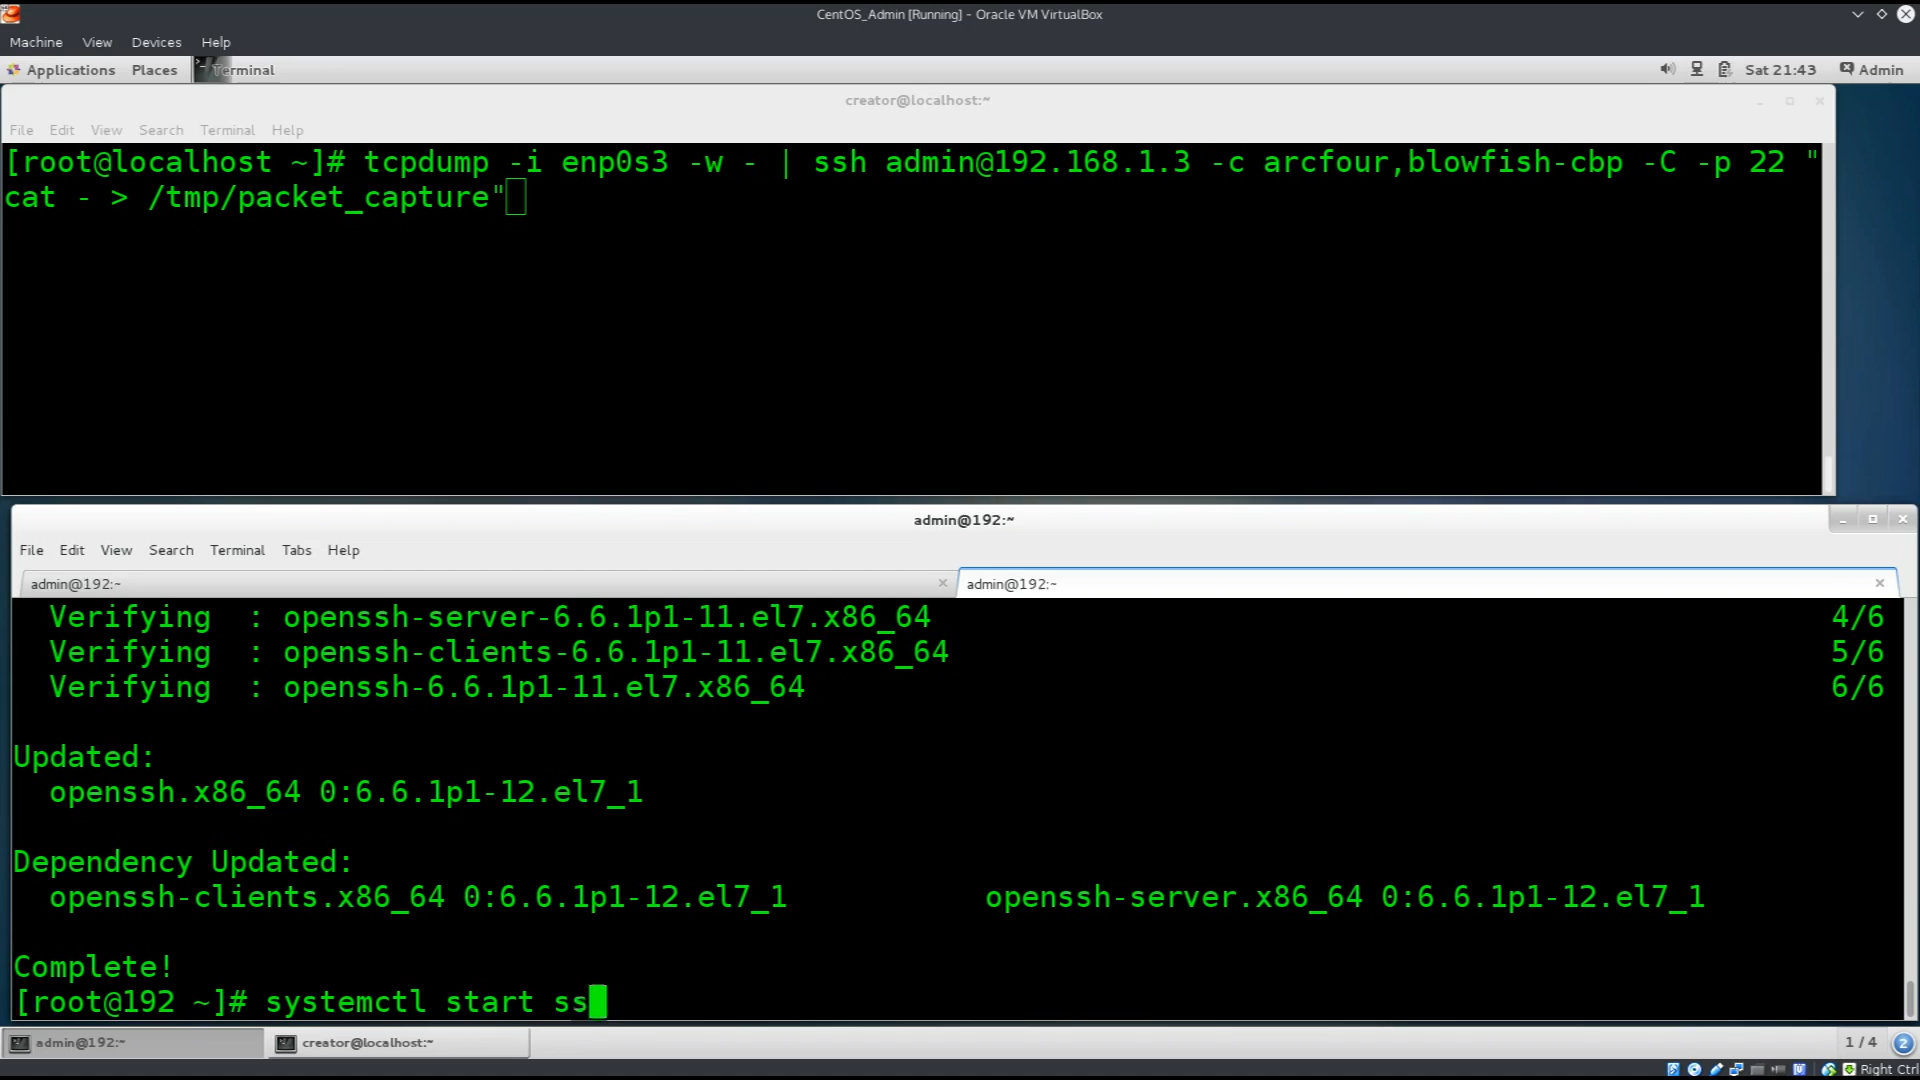 CentOS_Admin [Running] - Oracle VM VirtualBox
Machine View Devices Help
Applications Places Terminal Sat 21:43 Admin
creator@localhost:~
File Edit View Search Terminal Help
[root@localhost ~]# tcpdump -i enp0s3 -w - | ssh admin@192.168.1.3 -c arcfour,blowfish-cbp -C -p 22 "
cat - > /tmp/packet_capture"
admin@192:~
File Edit View Search Terminal Tabs Help
admin@192:~ admin@192:~
Verifying : openssh-server-6.6.1p1-11.el7.x86_64 4/6
Verifying : openssh-clients-6.6.1p1-11.el7.x86_64 5/6
Verifying : openssh-6.6.1p1-11.el7.x86_64 6/6
Updated:
openssh.x86_64 0:6.6.1p1-12.el7_1
Dependency Updated:
openssh-clients.x86_64 0:6.6.1p1-12.el7_1 openssh-server.x86_64 0:6.6.1p1-12.el7_1
Complete!
[root@192 ~]# systemctl start ss
admin@192:~ creator@localhost:~ 1 / 4 2
Right Ctrl